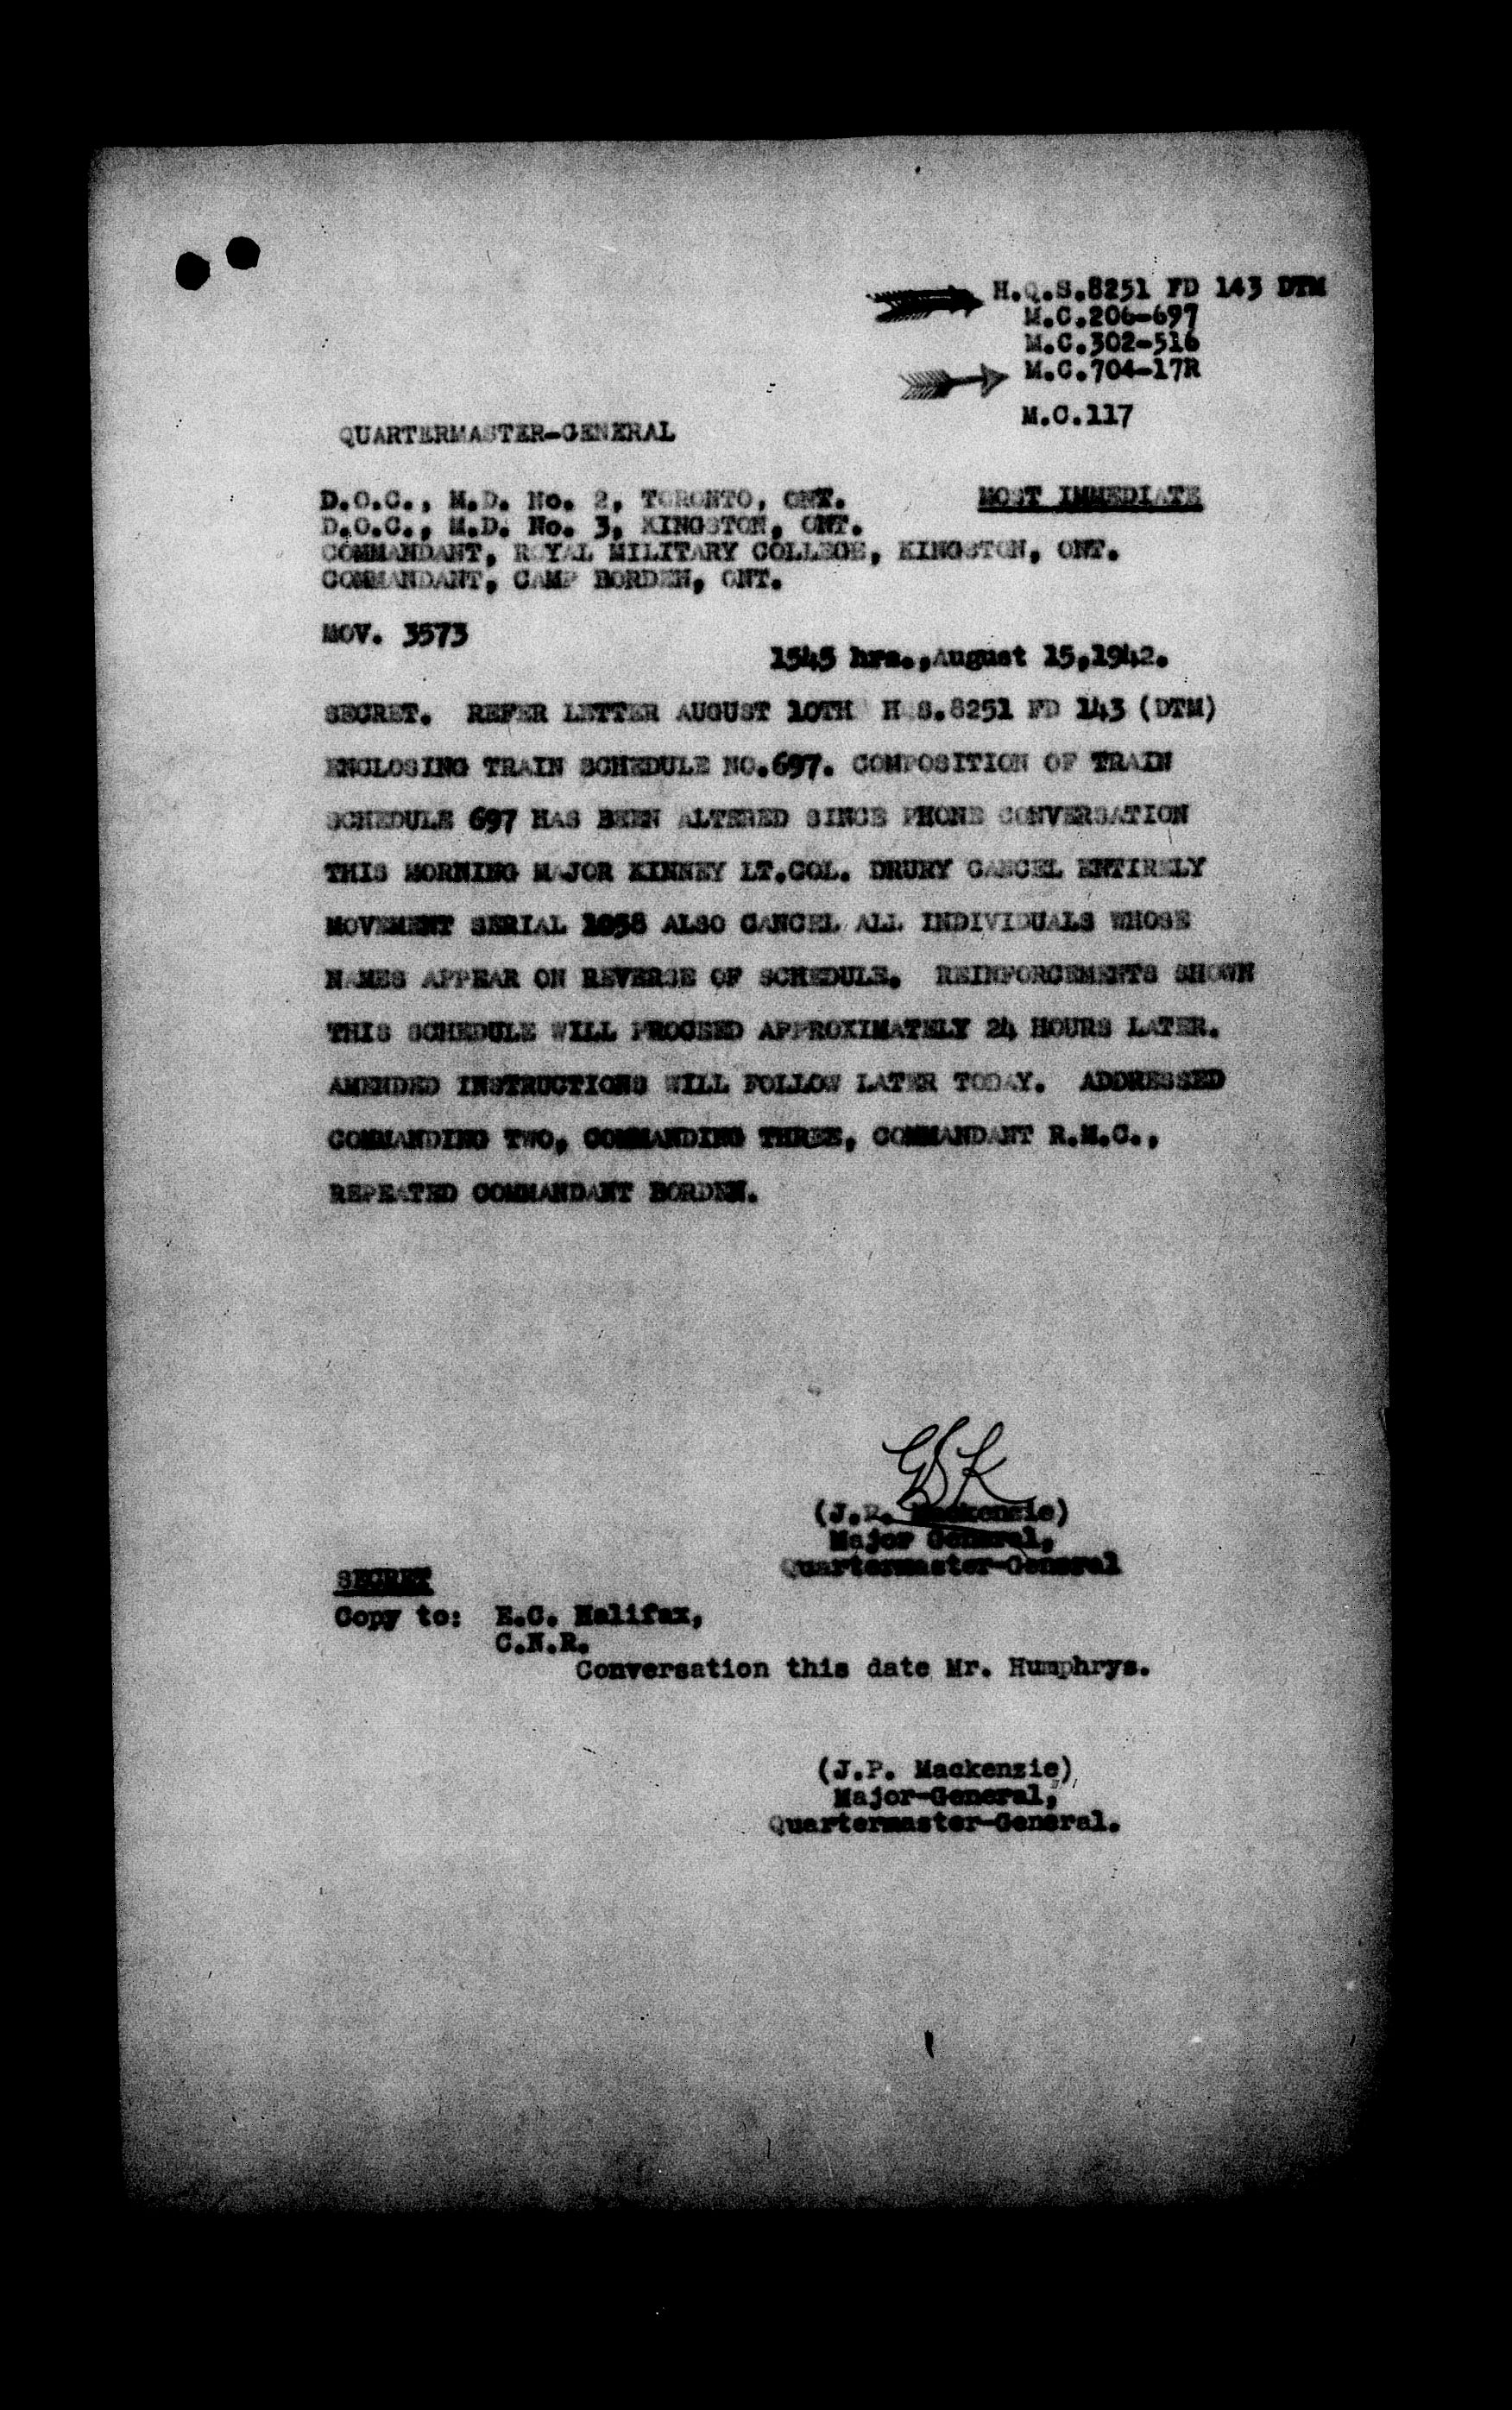 H.Q.S.8251 FD 143 DTM
M.C.206-697
M.C.302-516
M.C.704-17R
M.C.117
QUARTERMASTER-GENERAL
D.O.C., M.D. No. 2, TORONTO, ONT.
MOST IMMEDIATE
D.O.C., M.D. No. 3, KINGSTON, ONT.
COMMANDANT, ROYAL MILITARY COLLEGE, KINGSTON, ONT.
COMMANDANT, CAMP BORDEN, ONT.
MOV. 3573
1545 hrs.,August 15,1942.
SECRET. REFER LETTER AUGUST 10TH H S.8251 FD 143 (DTM)
ENCLOSING TRAIN SCHEDULE NO.697. COMPOSITION OF TRAIN
SCHEDULE 697 HAS BEEN ALTERED SINCE PHONE CONVERSATION
THIS MORNING MAJOR KINNEY LT.COL. DRURY CANCEL ENTIRELY
MOVEMENT SERIAL 1058 ALSO CANCEL ALL INDIVIDUALS WHOSE
NAMES APPEAR ON REVERSE OF SCHEDULE. REINFORCEMENTS SHOWN
THIS SCHEDULE WILL PROCEED APPROXIMATELY 24 HOURS LATER.
AMENDED INSTRUCTIONS WILL FOLLOW LATER TODAY. ADDRESSED
COMMANDING TWO, COMMANDING THREE, COMMANDANT R.M.C.,
REPEATED COMMANDANT BORDEN.
(J.P. Mackenzie)
Major General,
Quartermaster-General
SECRET
Copy to: E.C. Halifax,
C.N.R.
Conversation this date Mr. Humphrys.
(J.P. Mackenzie)
Major-General,
Quartermaster-General.